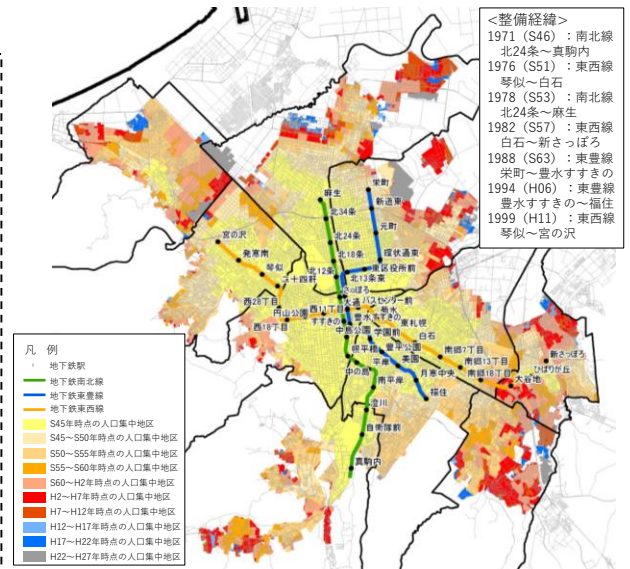 <整備経緯>
1971（S46）：南北線
北24条～真駒内
1976（S51）：東西線
琴似～白石
1978（S53）：南北線
北24条～麻生
1982（S57）：東西線
白石～新さっぽろ
1988（S63）：東豊線
栄町～豊水すすきの
1994（H06）：東豊線
豊水すすきの～福住
1999（H11）：東西線
琴似～宮の沢
麻生
栄町
新道東
北34条
元町
宮の沢
北24条
発寒南
北18条
環状通東
琴似
二十四軒
北12条
北13条東
東区役所前
さっぽろ
西28丁目
円山公園
西11丁目
大通
バスセンター前
菊水
西18丁目
すすきの
豊水すすきの
東札幌
中島公園
学園前
白石
幌平橋
豊平公園
南郷7丁目
新さっぽろ
中の島
平岸
美園
南郷13丁目
ひばりが丘
南平岸
月寒中央
南郷18丁目
大谷地
澄川
福住
自衛隊前
真駒内
凡 例
地下鉄駅
地下鉄南北線
地下鉄東豊線
地下鉄東西線
S45年時点の人口集中地区
S45～S50年時点の人口集中地区
S50～S55年時点の人口集中地区
S55～S60年時点の人口集中地区
S60～H2年時点の人口集中地区
H2～H7年時点の人口集中地区
H7～H12年時点の人口集中地区
H12～H17年時点の人口集中地区
H17～H22年時点の人口集中地区
H22～H27年時点の人口集中地区